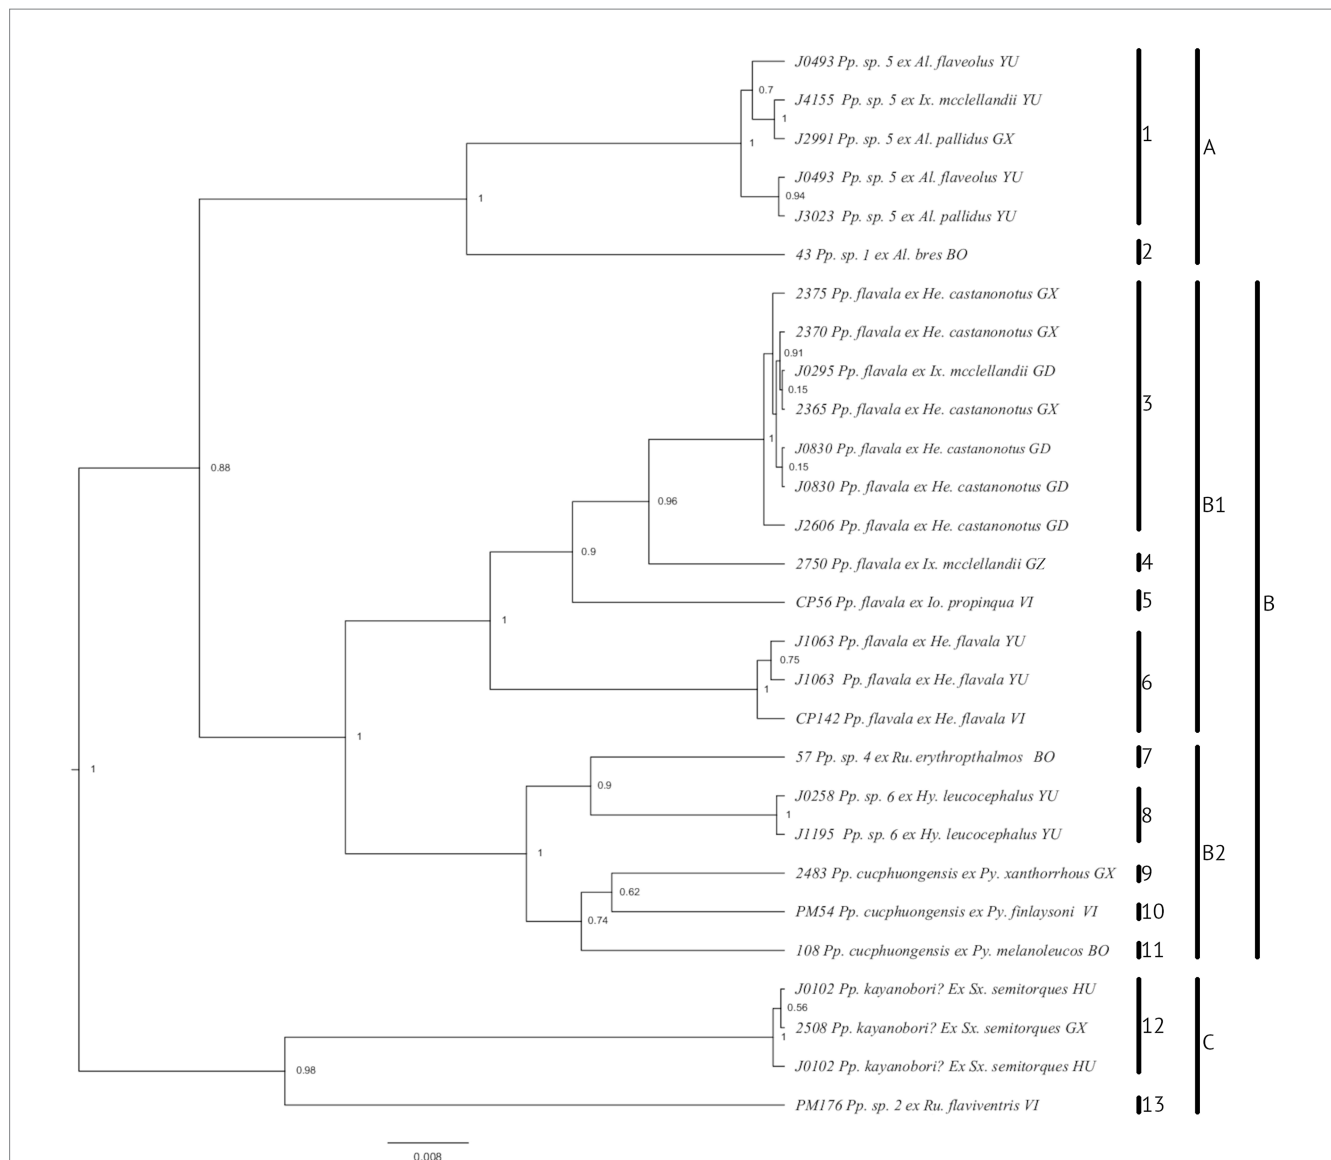 J0493 Pp. sp. 5 ex Al. flaveolus YU
0.7
J4155 Pp. sp. 5 ex Ix. mcclellandii YU
1
1
J2991 Pp. sp. 5 ex Al. pallidus GX
1
A
J0493 Pp. sp. 5 ex Al. flaveolus YU
1
0.94
J3023 Pp. sp. 5 ex Al. pallidus YU
43 Pp. sp. 1 ex Al. bres BO
2
2375 Pp. flavala ex He. castanonotus GX
2370 Pp. flavala ex He. castanonotus GX
0.91
J0295 Pp. flavala ex Ix. mcclellandii GD
0.15
2365 Pp. flavala ex He. castanonotus GX
3
1
J0830 Pp. flavala ex He. castanonotus GD
0.15
0.88
J0830 Pp. flavala ex He. castanonotus GD
0.96
B1
J2606 Pp. flavala ex He. castanonotus GD
0.9
2750 Pp. flavala ex Ix. mcclellandii GZ
4
CP56 Pp. flavala ex Io. propinqua VI
5
B
1
J1063 Pp. flavala ex He. flavala YU
0.75
J1063 Pp. flavala ex He. flavala YU
6
1
CP142 Pp. flavala ex He. flavala VI
1
57 Pp. sp. 4 ex Ru. erythropthalmos BO
7
1
0.9
J0258 Pp. sp. 6 ex Hy. leucocephalus YU
1
8
J1195 Pp. sp. 6 ex Hy. leucocephalus YU
1
B2
2483 Pp. cucphuongensis ex Py. xanthorrhous GX
9
0.62
PM54 Pp. cucphuongensis ex Py. finlaysoni VI
10
0.74
108 Pp. cucphuongensis ex Py. melanoleucos BO
11
J0102 Pp. kayanobori? Ex Sx. semitorques HU
0.56
2508 Pp. kayanobori? Ex Sx. semitorques GX
12
1
C
J0102 Pp. kayanobori? Ex Sx. semitorques HU
0.98
PM176 Pp. sp. 2 ex Ru. flaviventris VI
13
0.008